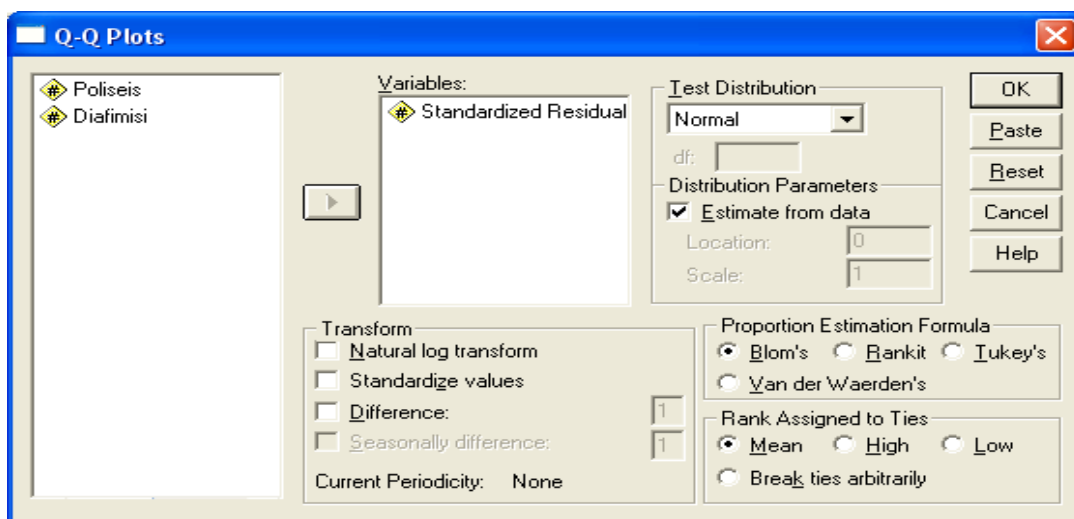 Q-Q Plots
Poliseis
Diafimisi
Variables:
Standardized Residual
Test Distribution
Normal
df:
Distribution Parameters
Estimate from data
Location: 0
Scale: 1
OK
Paste
Reset
Cancel
Help
Transform
Natural log transform
Standardize values
Difference: 1
Seasonally difference: 1
Current Periodicity: None
Proportion Estimation Formula
Blom's Rankit Tukey's
Van der Waerden's
Rank Assigned to Ties
Mean High Low
Break ties arbitrarily